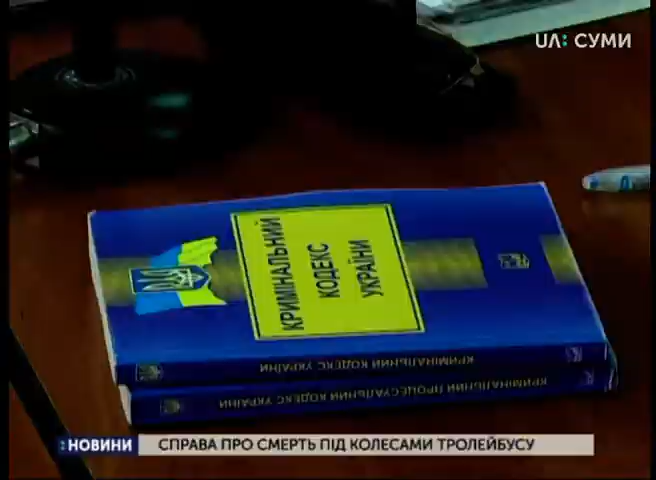 UA: СУМИ
КРИМІНАЛЬНИЙ
КОДЕКС
УКРАЇНИ
КРИМІНАЛЬНИЙ КОДЕКС УКРАЇНИ
КРИМІНАЛЬНИЙ ПРОЦЕСУАЛЬНИЙ КОДЕКС УКРАЇНИ
:НОВИНИ
СПРАВА ПРО СМЕРТЬ ПІД КОЛЕСАМИ ТРОЛЕЙБУСУ